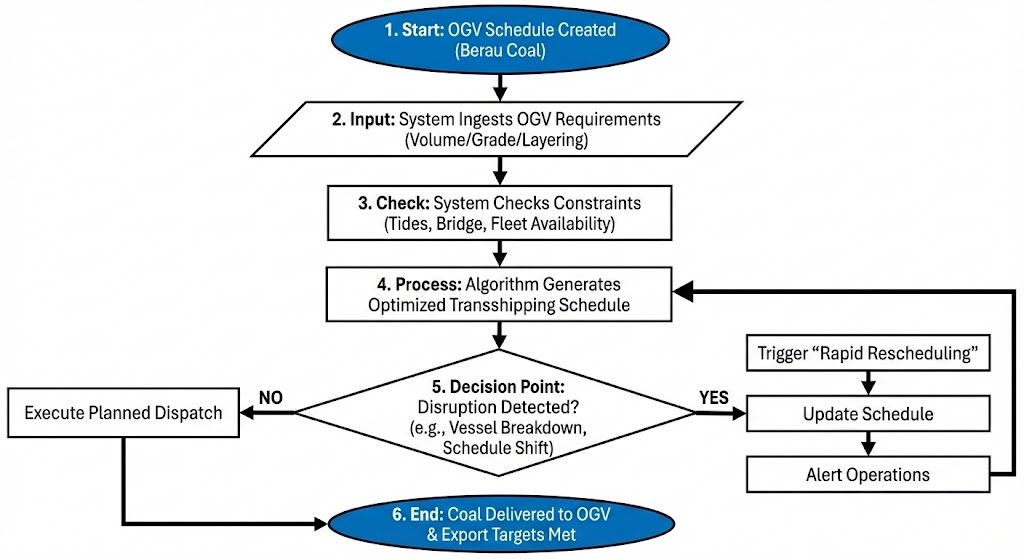 1. Start: OGV Schedule Created
(Berau Coal)
2. Input: System Ingests OGV Requirements
(Volume/Grade/Layering)
3. Check: System Checks Constraints
(Tides, Bridge, Fleet Availability)
4. Process: Algorithm Generates
Optimized Transshipping Schedule
5. Decision Point:
Disruption Detected?
(e.g., Vessel Breakdown,
Schedule Shift)
NO
Execute Planned Dispatch
YES
Trigger “Rapid Rescheduling”
Update Schedule
Alert Operations
6. End: Coal Delivered to OGV
& Export Targets Met